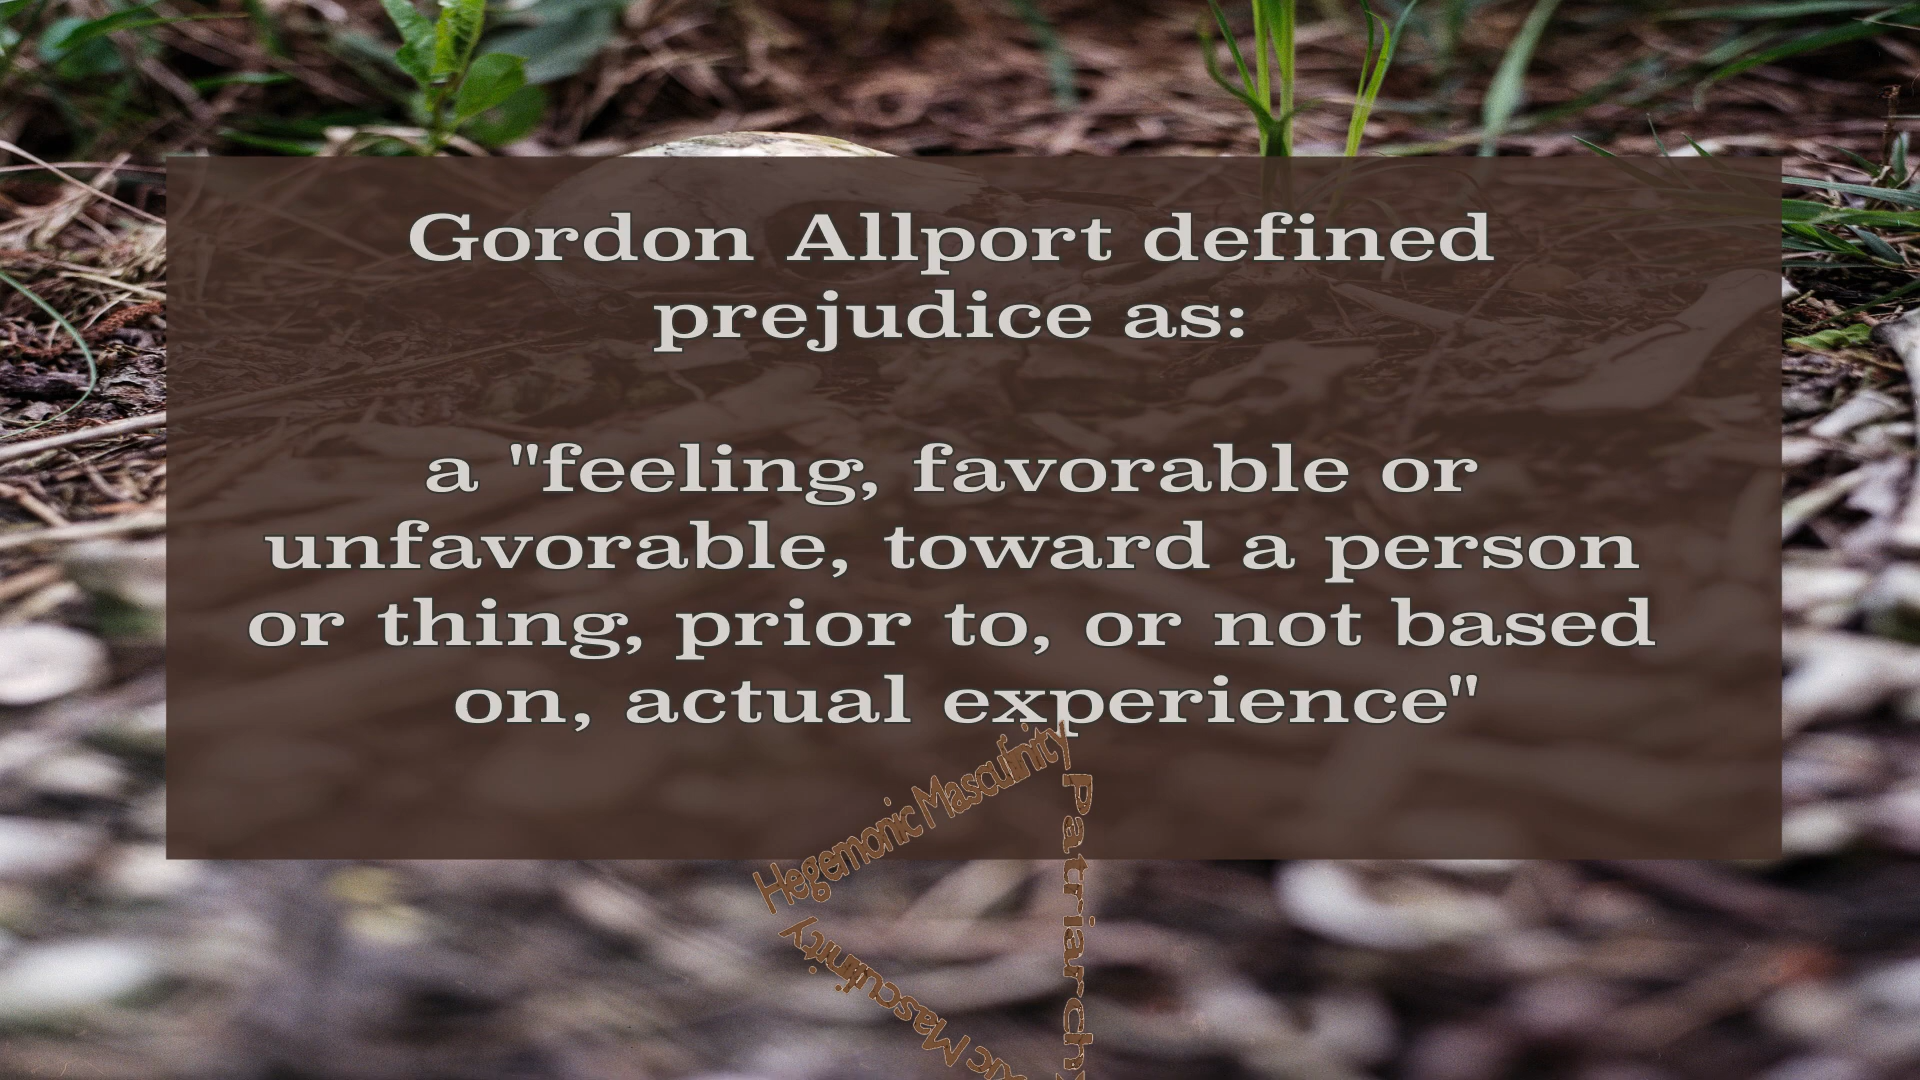 Gordon Allport defined
prejudice as:
a "feeling, favorable or
unfavorable, toward a person
or thing, prior to, or not based
on, actual experience"
Hegemonic Masculinity
Patriarchy
Masculinity